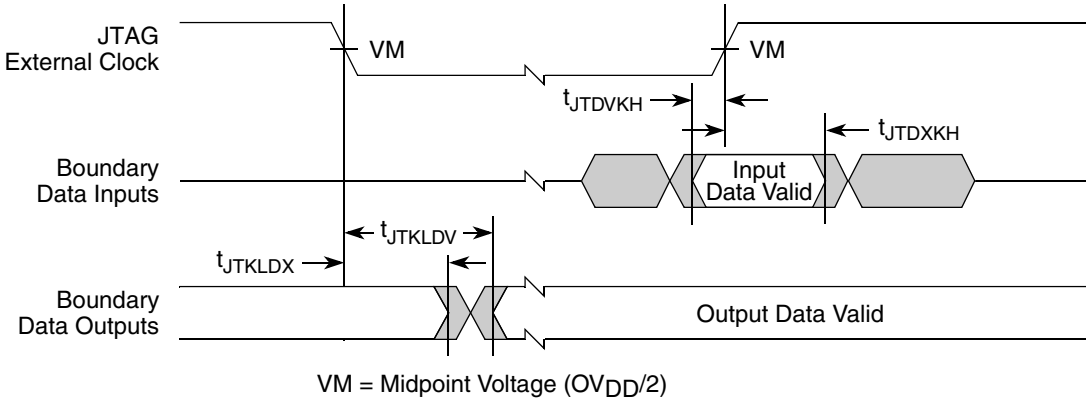 JTAG
External Clock
VM
VM
tJTDVKH
tJTDXKH
Boundary
Data Inputs
Input
Data Valid
tJTKLDV
tJTKLDX
Boundary
Data Outputs
Output Data Valid
VM = Midpoint Voltage (OVDD/2)